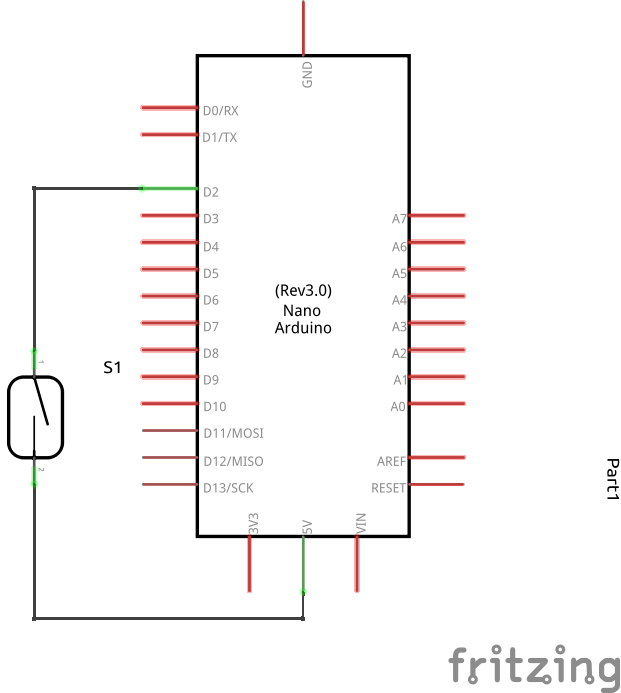 GND
D0/RX
D1/TX
D2
D3
A7
D4
A6
D5
A5
(Rev3.0)
Nano
Arduino
D6
A4
D7
A3
D8
A2
S1
1
D9
A1
D10
A0
D11/MOSI
D12/MISO
AREF
2
D13/SCK
RESET
3V3
5V
VIN
Part1
fritzing